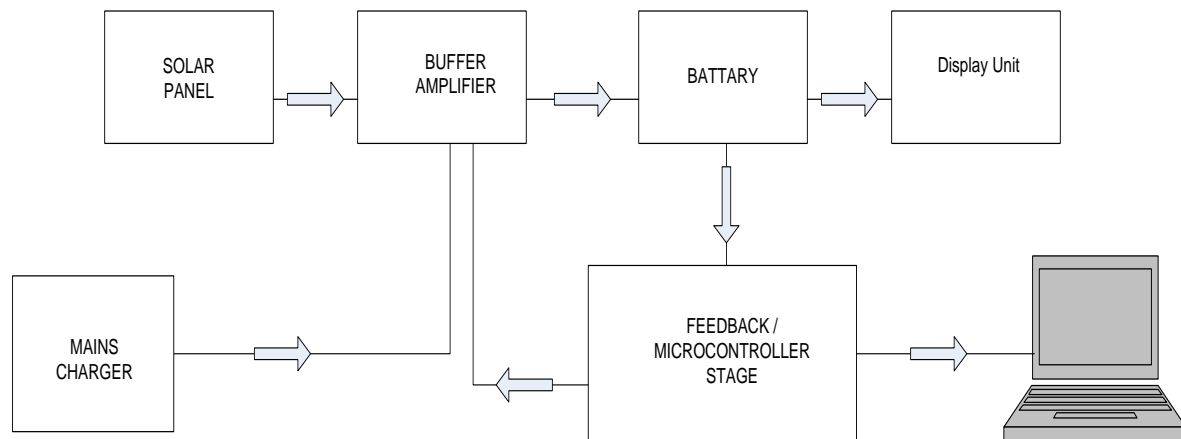 SOLAR
PANEL
BUFFER
AMPLIFIER
BATTARY
Display Unit
MAINS
CHARGER
FEEDBACK /
MICROCONTROLLER
STAGE